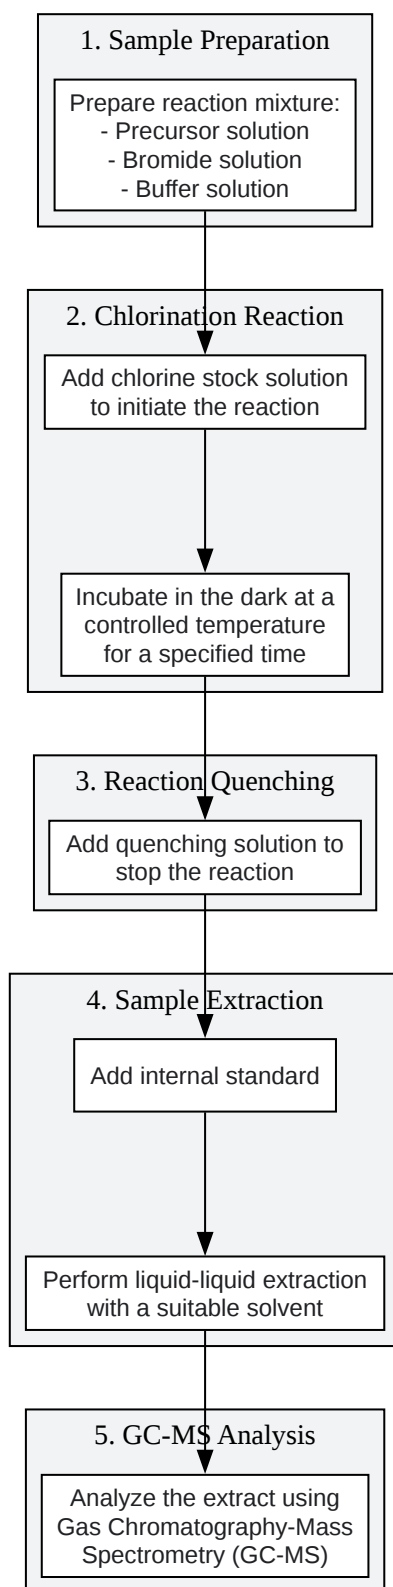 1. Sample Preparation
Prepare reaction mixture:
- Precursor solution
- Bromide solution
- Buffer solution
2. Chlorination Reaction
Add chlorine stock solution
to initiate the reaction
Incubate in the dark at a
controlled temperature
for a specified time
3. Reaction Quenching
Add quenching solution to
stop the reaction
4. Sample Extraction
Add internal standard
Perform liquid-liquid extraction
with a suitable solvent
5. GC-MS Analysis
Analyze the extract using
Gas Chromatography-Mass
Spectrometry (GC-MS)